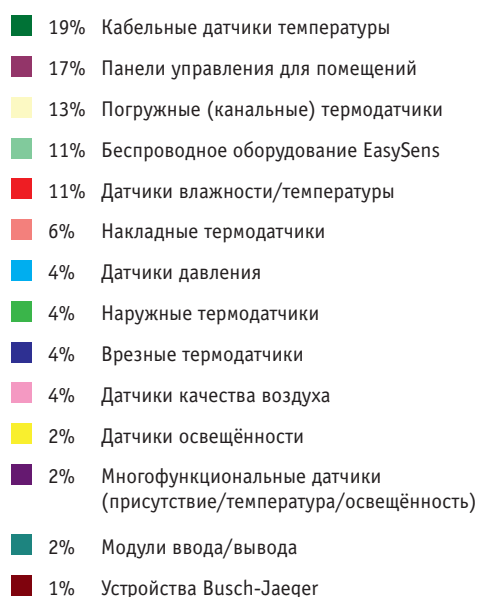 19% Кабельные датчики температуры
17% Панели управления для помещений
13% Погружные (канальные) термодатчики
11% Беспроводное оборудование EasySens
11% Датчики влажности/температуры
6% Накладные термодатчики
4% Датчики давления
4% Наружные термодатчики
4% Врезные термодатчики
4% Датчики качества воздуха
2% Датчики освещённости
2% Многофункциональные датчики
(присутствие/температура/освещённость)
2% Модули ввода/вывода
1% Устройства Busch-Jaeger